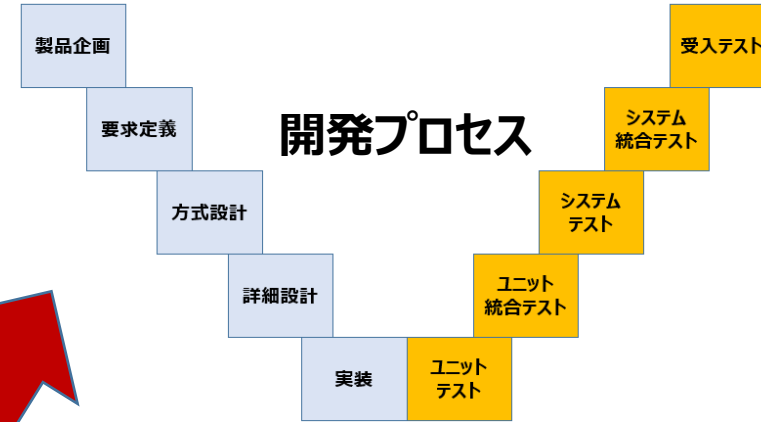 製品企画
受入テスト
要求定義
開発プロセス
システム
統合テスト
方式設計
システム
テスト
詳細設計
ユニット
統合テスト
実装
ユニット
テスト